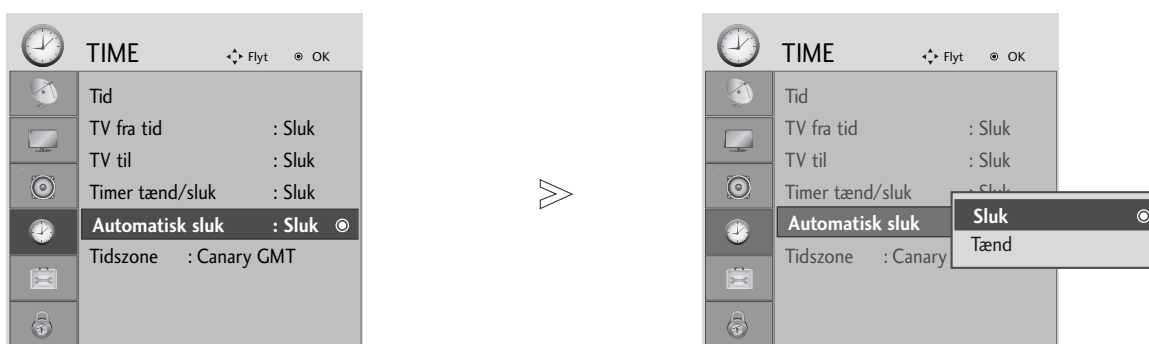 TIME Flyt OK
Tid
TV fra tid : Sluk
TV til : Sluk
Timer tænd/sluk : Sluk
Automatisk sluk : Sluk
Tidszone : Canary GMT
TIME Flyt OK
Tid
TV fra tid : Sluk
TV til : Sluk
Timer tænd/sluk : Sluk
Automatisk sluk
Tidszone : Canary
Sluk
Tænd